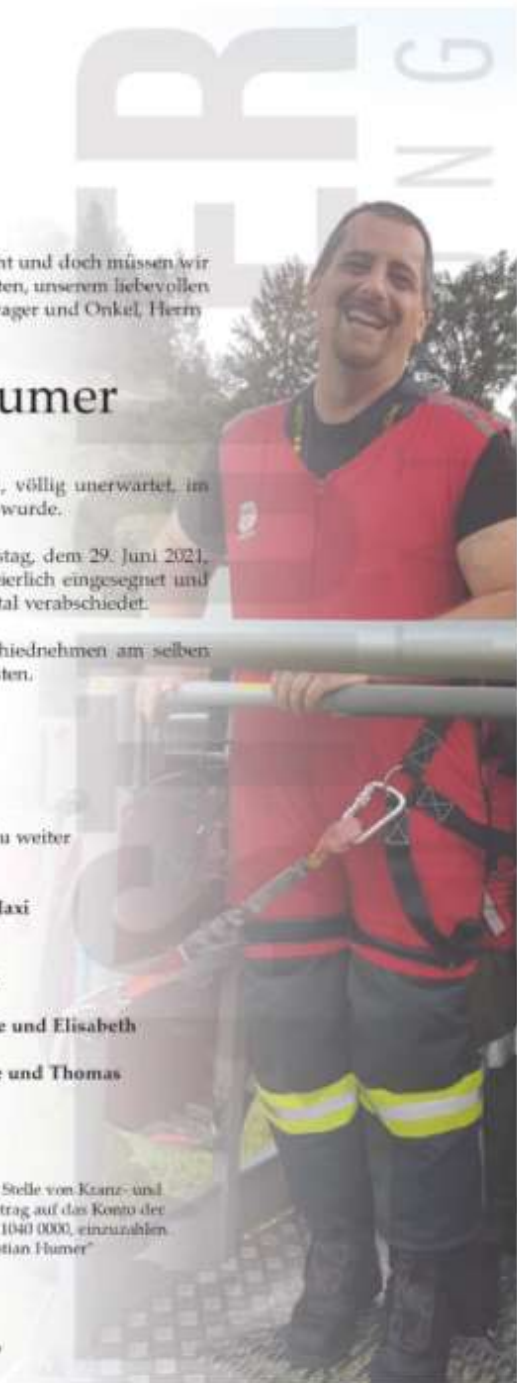 nt und doch müssen wir
ten, unserem liebevollen
ager und Onkel, Herrn
umer
, völlig unerwartet, im
wurde.
stag, dem 29. Juni 2021,
eierlich eingesegnet und
tal verabschiedet.
hiednehmen am selben
ten.
u weiter
Maxi
e und Elisabeth
e und Thomas
Stelle von Kranz- und
trag auf das Konto der
1040 0000, einzuzahlen.
tian Humer"